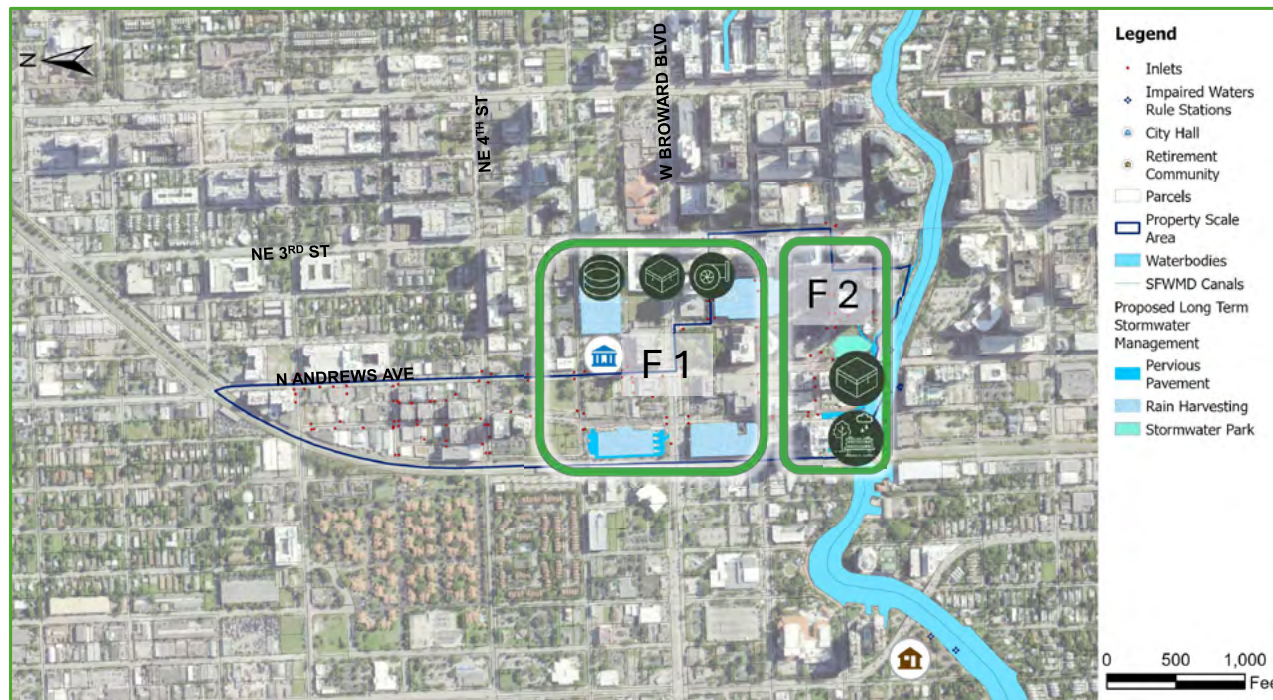 N
NE 4TH ST
W BROWARD BLVD
NE 3RD ST
N ANDREWS AVE
F 1
F 2
Legend
Inlets
Impaired Waters
Rule Stations
City Hall
Retirement
Community
Parcels
Property Scale
Area
Waterbodies
SFWMD Canals
Proposed Long Term
Stormwater
Management
Pervious
Pavement
Rain Harvesting
Stormwater Park
0 500 1,000
Fee